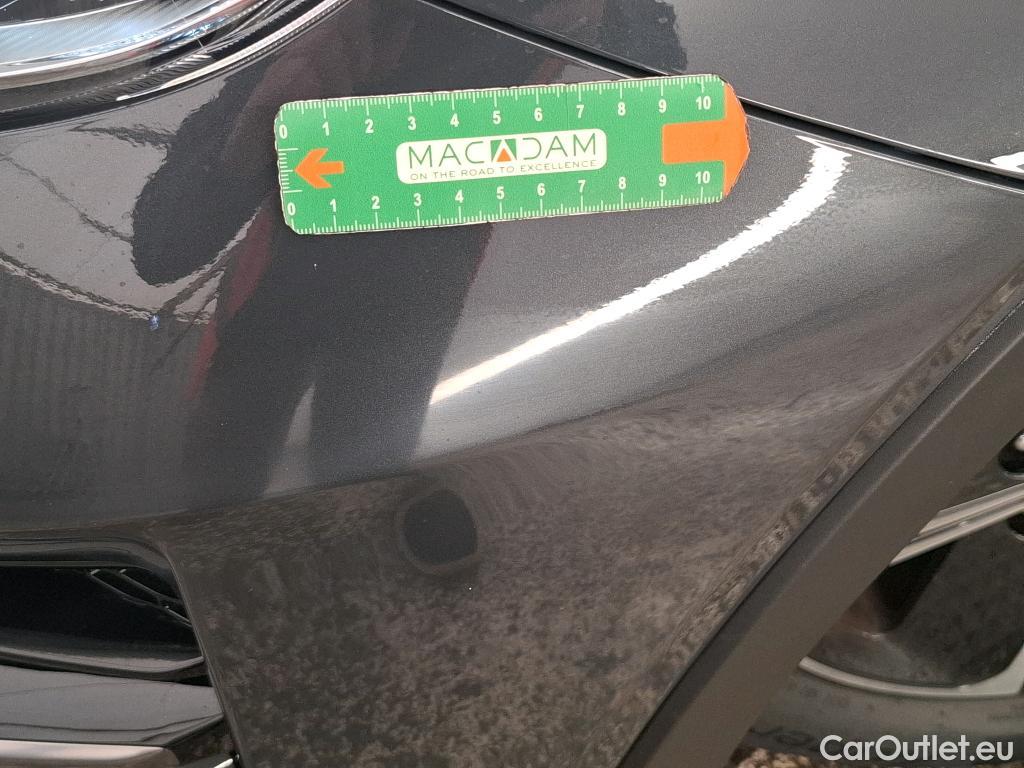 0 1 2 3 4 5 6 7 8 9 10
MACADAM
ON THE ROAD TO EXCELLENCE
0 1 2 3 4 5 6 7 8 9 10
CarOutlet.eu